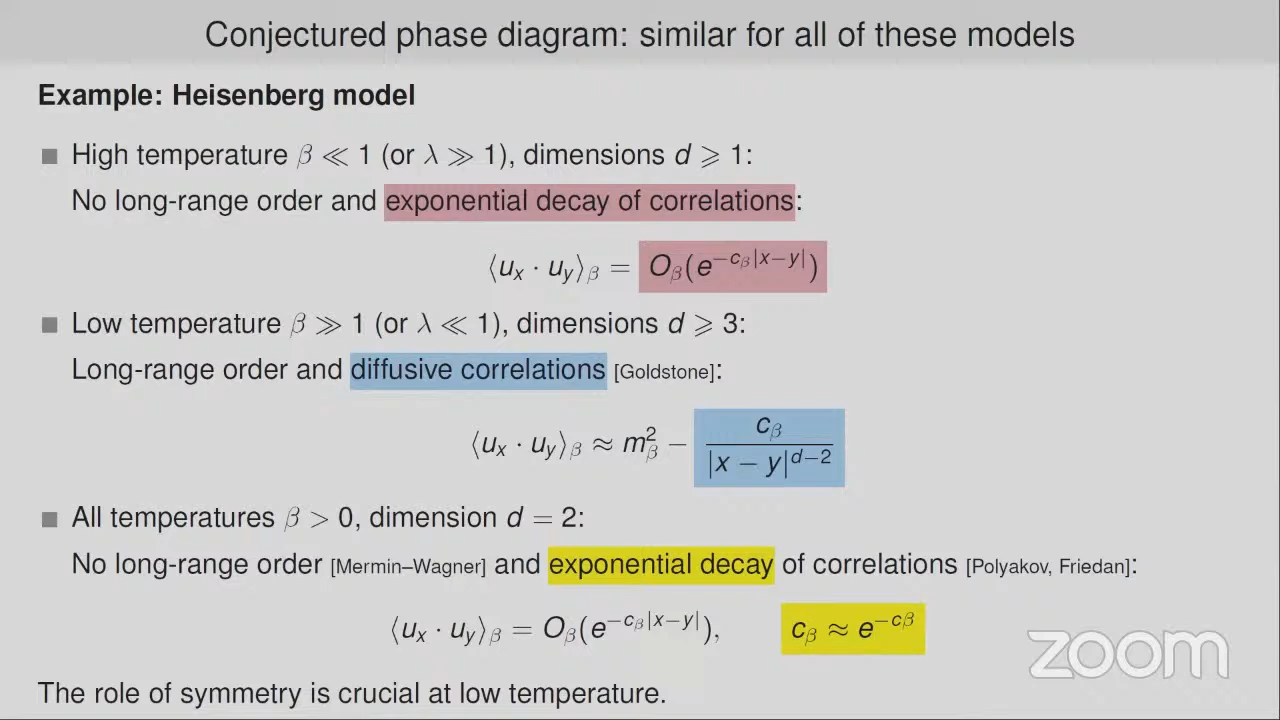 Conjectured phase diagram: similar for all of these models
Example: Heisenberg model
■ High temperature β ≪ 1 (or λ ≫ 1), dimensions d ⩾ 1:
No long-range order and exponential decay of correlations:
⟨u_x · u_y⟩_β = O_β(e^{−c_β|x−y|})
■ Low temperature β ≫ 1 (or λ ≪ 1), dimensions d ⩾ 3:
Long-range order and diffusive correlations [Goldstone]:
⟨u_x · u_y⟩_β ≈ m_β^2 − c_β / |x − y|^{d−2}
■ All temperatures β > 0, dimension d = 2:
No long-range order [Mermin–Wagner] and exponential decay of correlations [Polyakov, Friedan]:
⟨u_x · u_y⟩_β = O_β(e^{−c_β|x−y|}), c_β ≈ e^{−cβ}
The role of symmetry is crucial at low temperature.
zoom